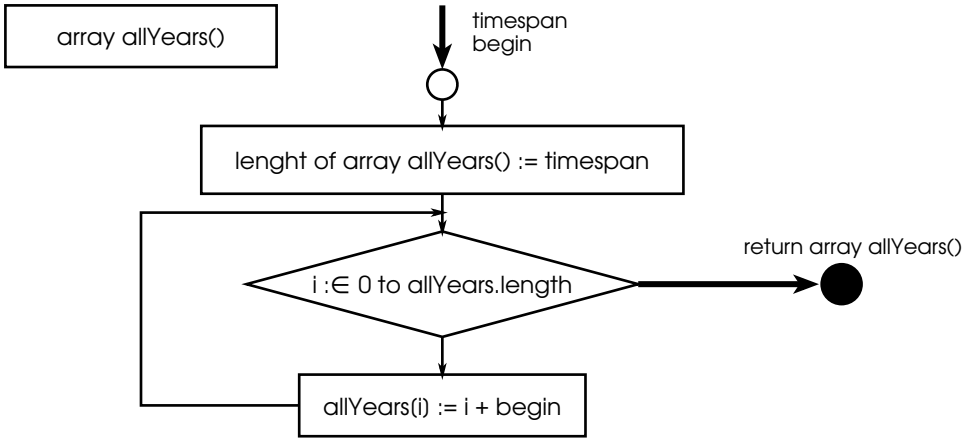 array allYears()
timespan
begin
lenght of array allYears() := timespan
return array allYears()
i :∈ 0 to allYears.length
allYears(i) := i + begin